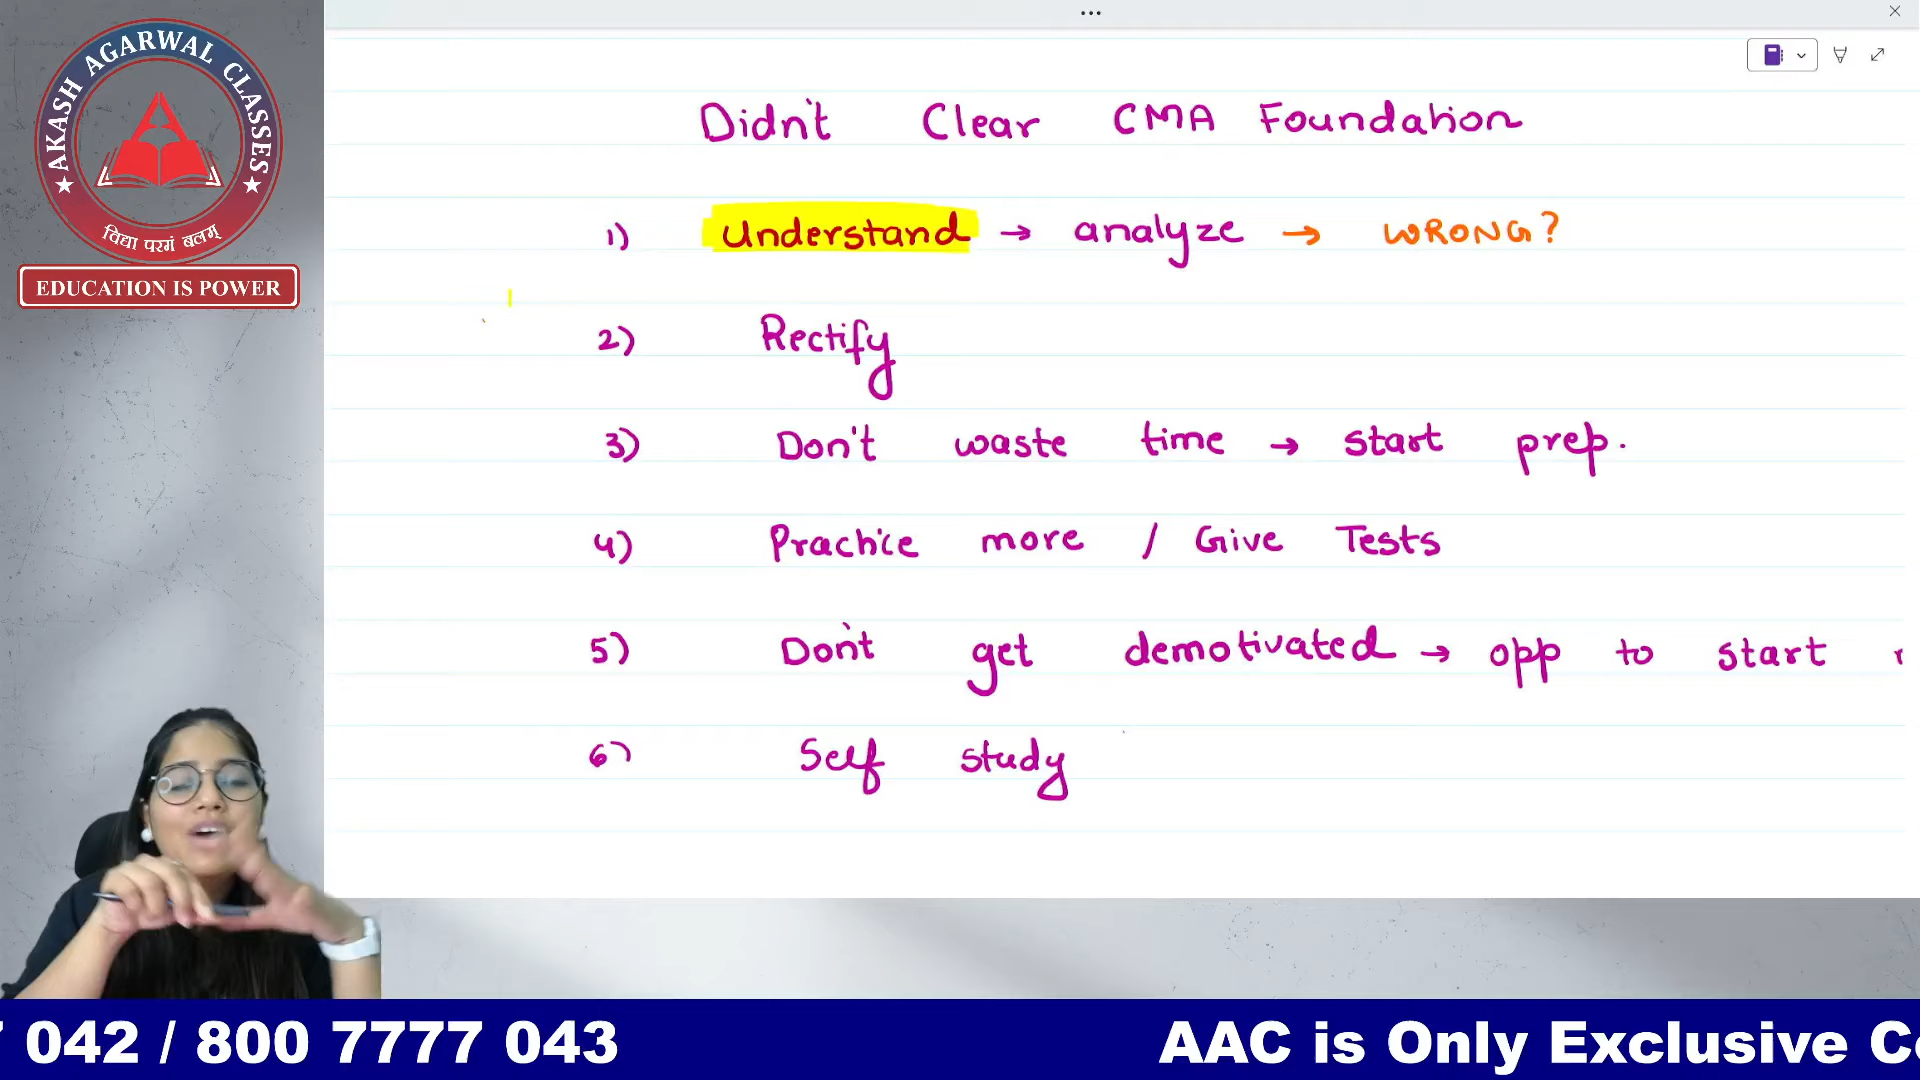 AKASH AGARWAL CLASSES
विद्या परमं बलम्
EDUCATION IS POWER
Didn't Clear CMA Foundation
1) Understand → analyze → WRONG?
2) Rectify
3) Don't waste time → start prep.
4) Practice more / Give Tests
5) Don't get demotivated → opp to start
6) Self study
042 / 800 7777 043
AAC is Only Exclusive